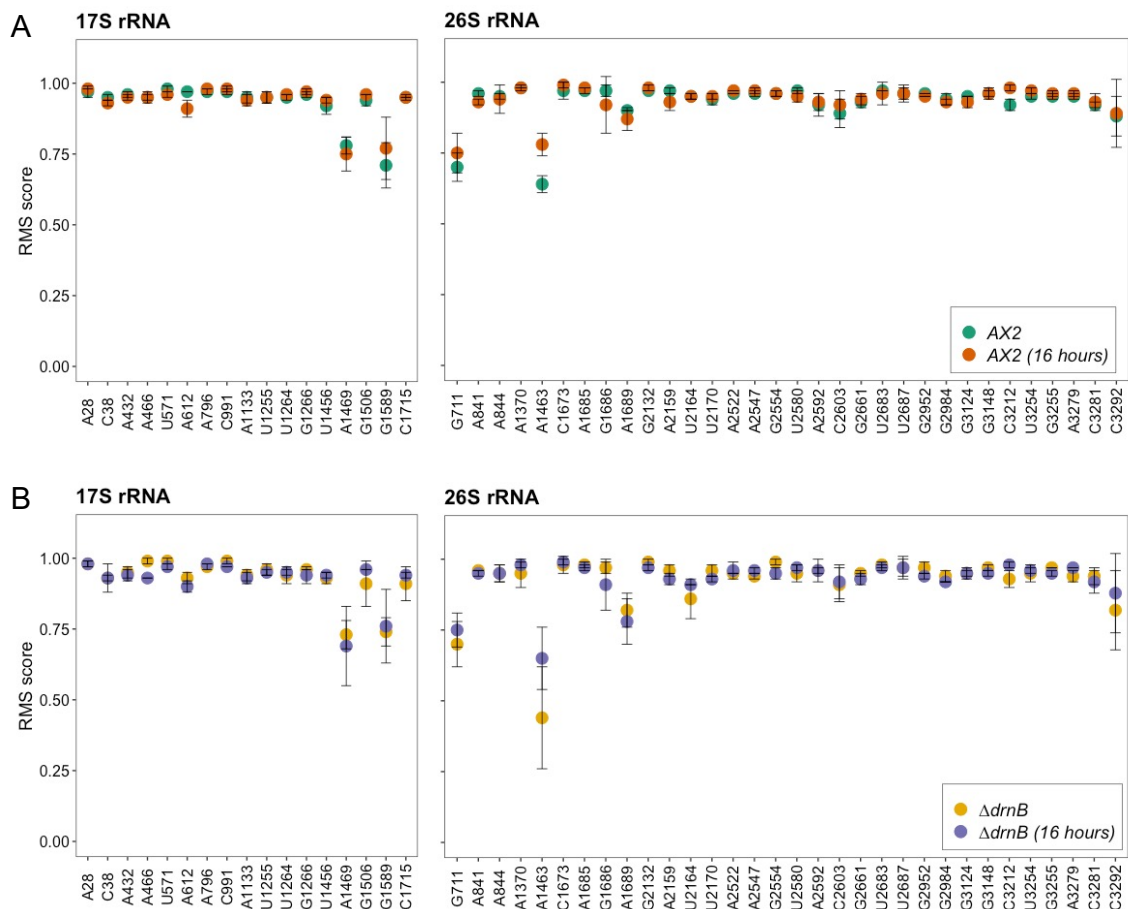 A
17S rRNA
26S rRNA
RMS score
1.00
0.75
0.50
0.25
0.00
AX2
AX2 (16 hours)
A28 C38 A432 A466 U571 A612 A796 C991 A1133 U1255 U1264 G1266 U1456 A1469 G1506 G1589 C1715
G711 A841 A844 A1370 A1463 C1673 A1685 G1686 A1689 G2132 A2159 U2164 U2170 A2522 A2547 G2554 U2580 A2592 C2603 G2661 U2683 U2687 G2952 G2984 G3124 G3148 C3212 U3254 G3255 A3279 C3281 C3292
B
17S rRNA
26S rRNA
RMS score
1.00
0.75
0.50
0.25
0.00
ΔdrnB
ΔdrnB (16 hours)
A28 C38 A432 A466 U571 A612 A796 C991 A1133 U1255 U1264 G1266 U1456 A1469 G1506 G1589 C1715
G711 A841 A844 A1370 A1463 C1673 A1685 G1686 A1689 G2132 A2159 U2164 U2170 A2522 A2547 G2554 U2580 A2592 C2603 G2661 U2683 U2687 G2952 G2984 G3124 G3148 C3212 U3254 G3255 A3279 C3281 C3292